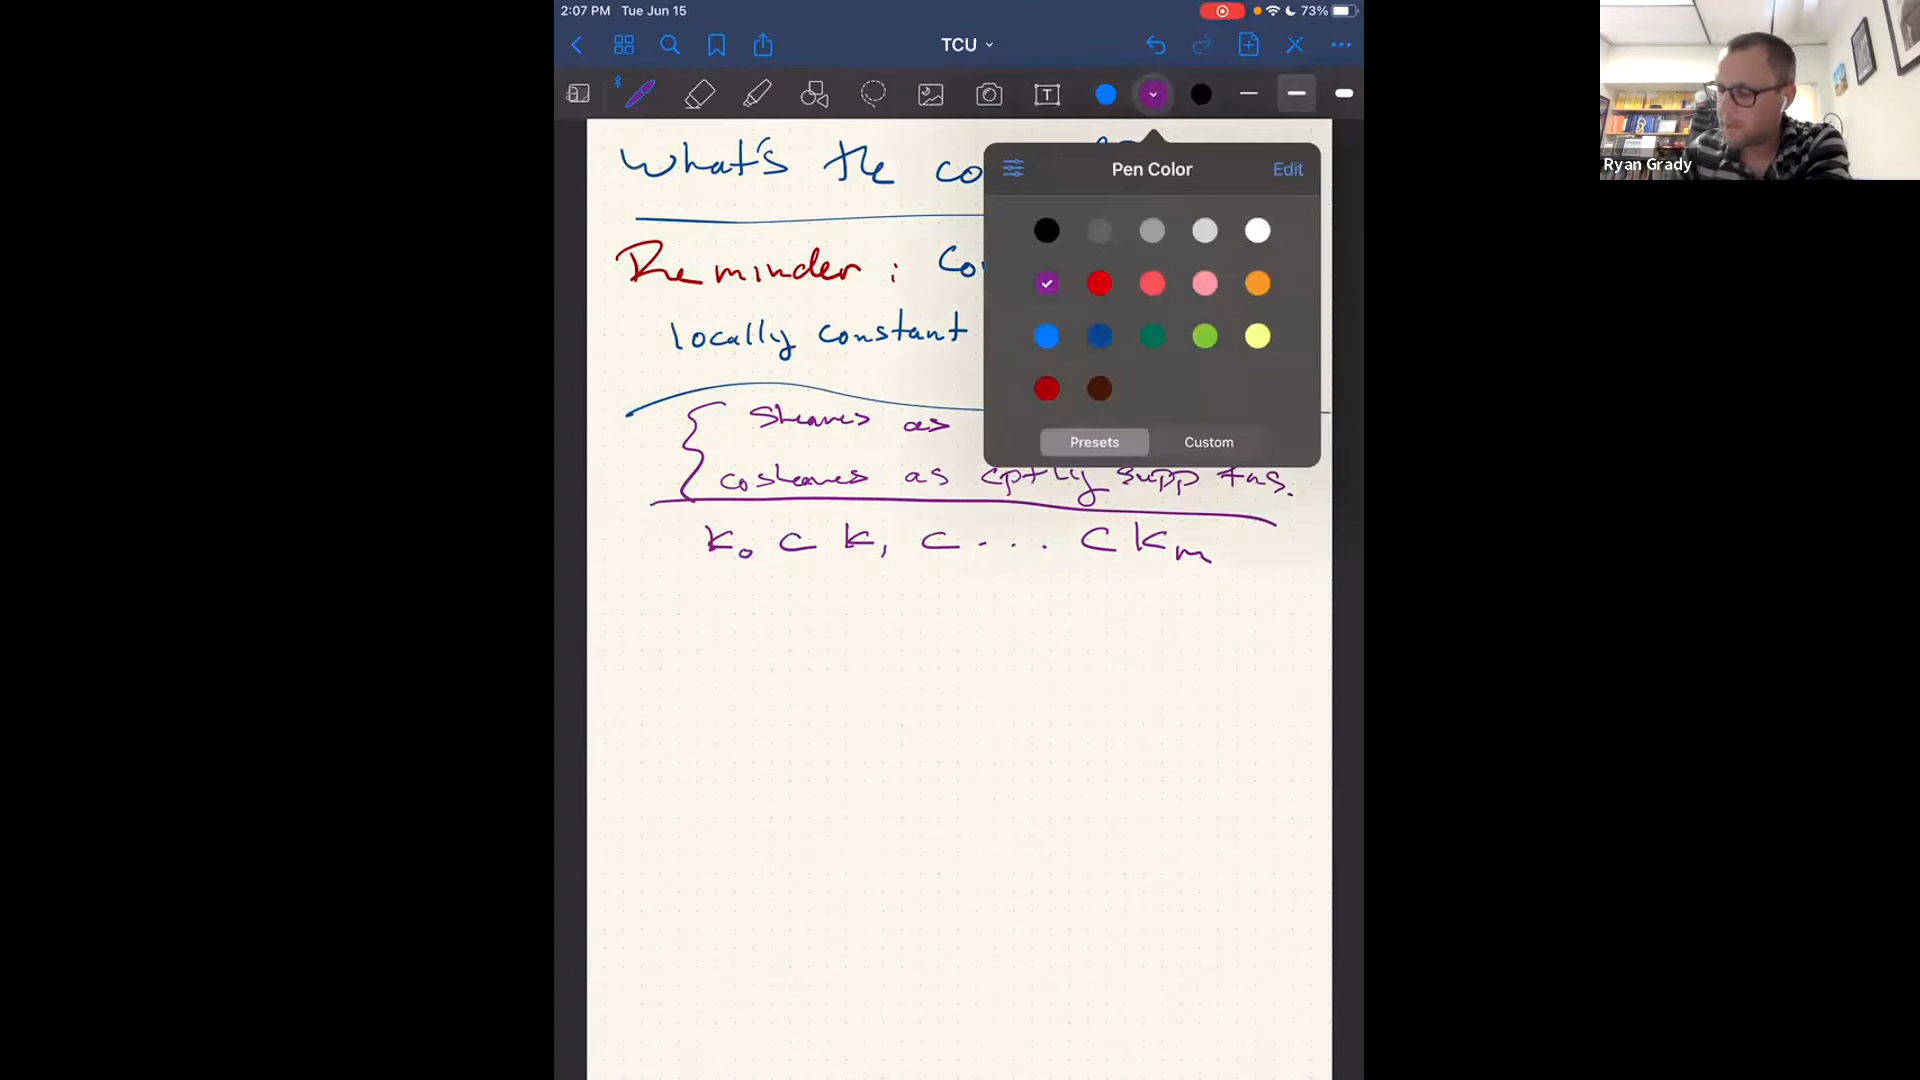 2:07 PM Tue Jun 15
73%
TCU
T
Ryan Grady
Pen Color
Edit
What's the co
Reminder : Co
locally constant
Sheaves as
cosheaves as cptly supp fns.
K₀ ⊂ K₁ ⊂ ... ⊂ Kₘ
Presets
Custom